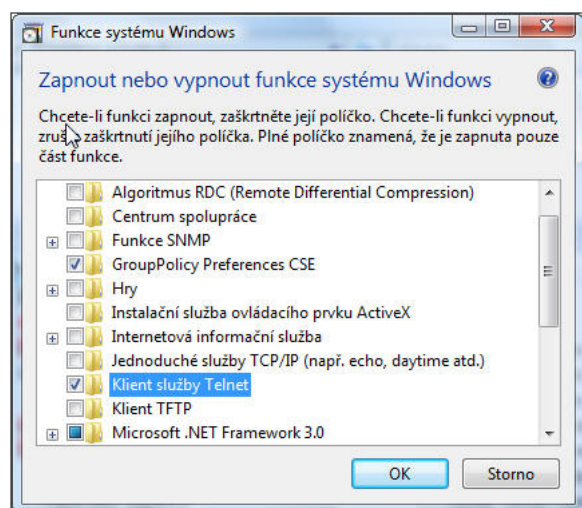 Funkce systému Windows
Zapnout nebo vypnout funkce systému Windows
Chcete-li funkci zapnout, zaškrtněte její políčko. Chcete-li funkci vypnout,
zaškrtnutí jejího políčka. Plné políčko znamená, že je zapnuta pouze
část funkce.
Algoritmus RDC (Remote Differential Compression)
Centrum spolupráce
Funkce SNMP
GroupPolicy Preferences CSE
Hry
Instalační služba ovládacího prvku ActiveX
Internetová informační služba
Jednoduché služby TCP/IP (např. echo, daytime atd.)
Klient služby Telnet
Klient TFTP
Microsoft .NET Framework 3.0
OK
Storno